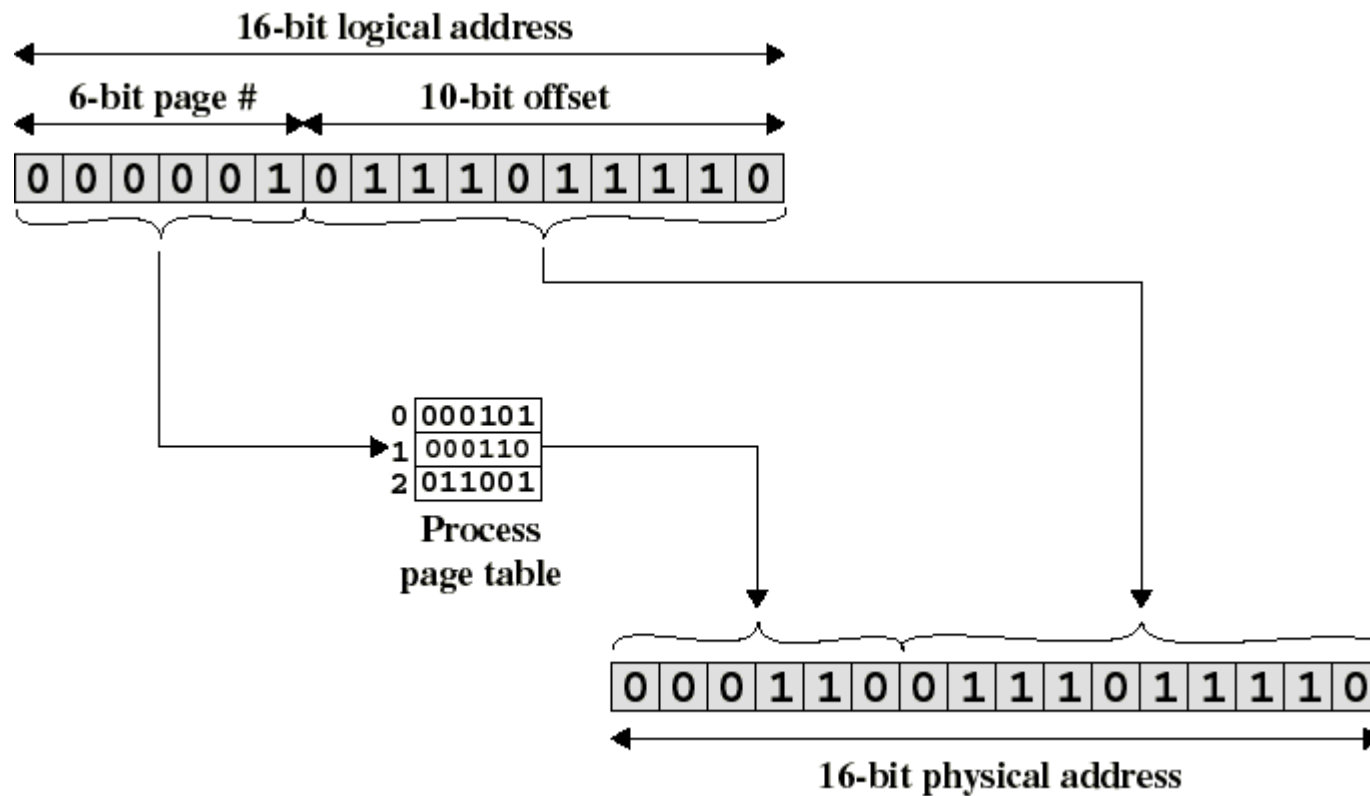 16-bit logical address
6-bit page # 10-bit offset
0 0 0 0 0 1 0 1 1 1 0 1 1 1 1 0
0 000101
1 000110
2 011001
Process
page table
0 0 0 1 1 0 0 1 1 1 0 1 1 1 1 0
16-bit physical address